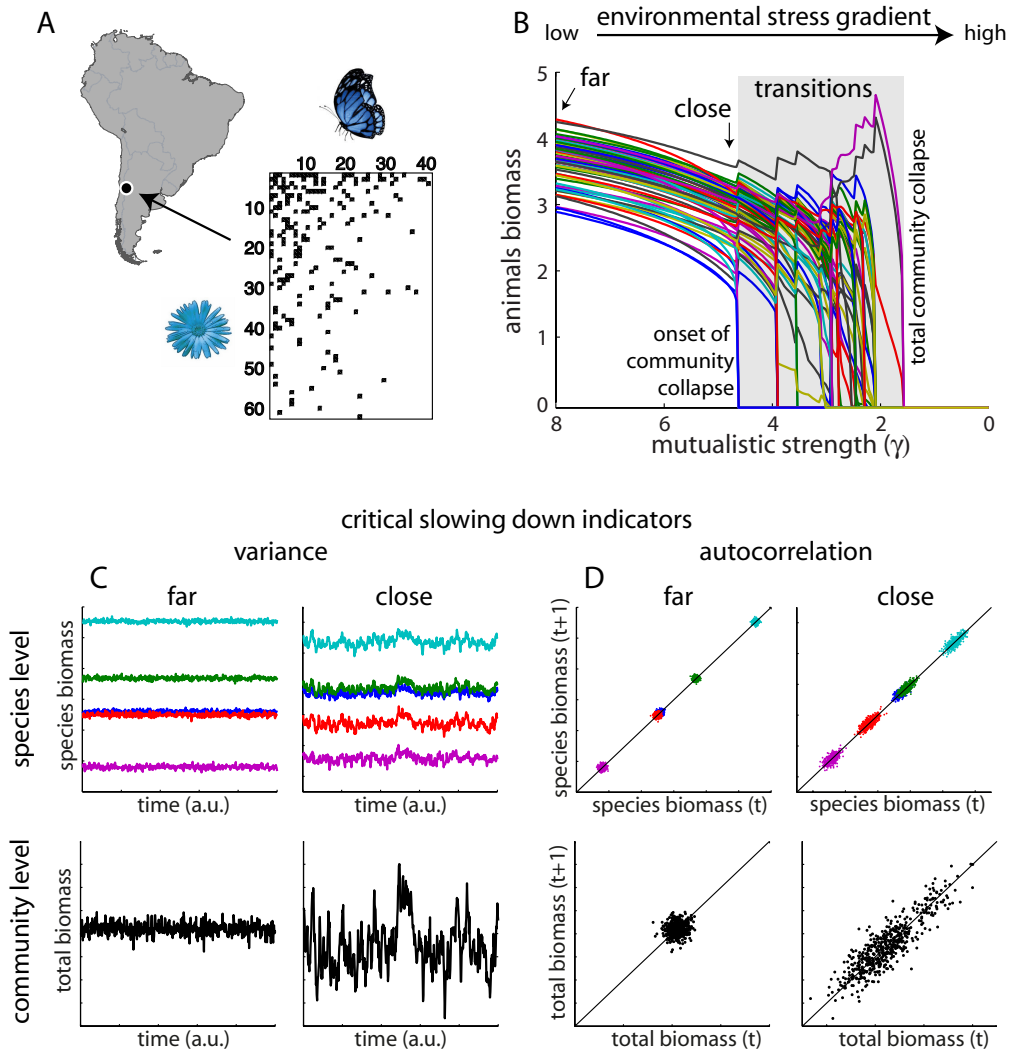 A
10 20 30 40
10
20
30
40
50
60
B
environmental stress gradient
low
high
far
close
transitions
onset of
community
collapse
total community collapse
animals biomass
5
4
3
2
1
0
8
4
2
0
mutualistic strength (γ)
critical slowing down indicators
variance
autocorrelation
C
far
close
D
far
close
species level
species biomass
time (a.u.)
time (a.u.)
species biomass (t+1)
species biomass (t)
species biomass (t)
community level
total biomass
time (a.u.)
time (a.u.)
total biomass (t+1)
total biomass (t)
total biomass (t)